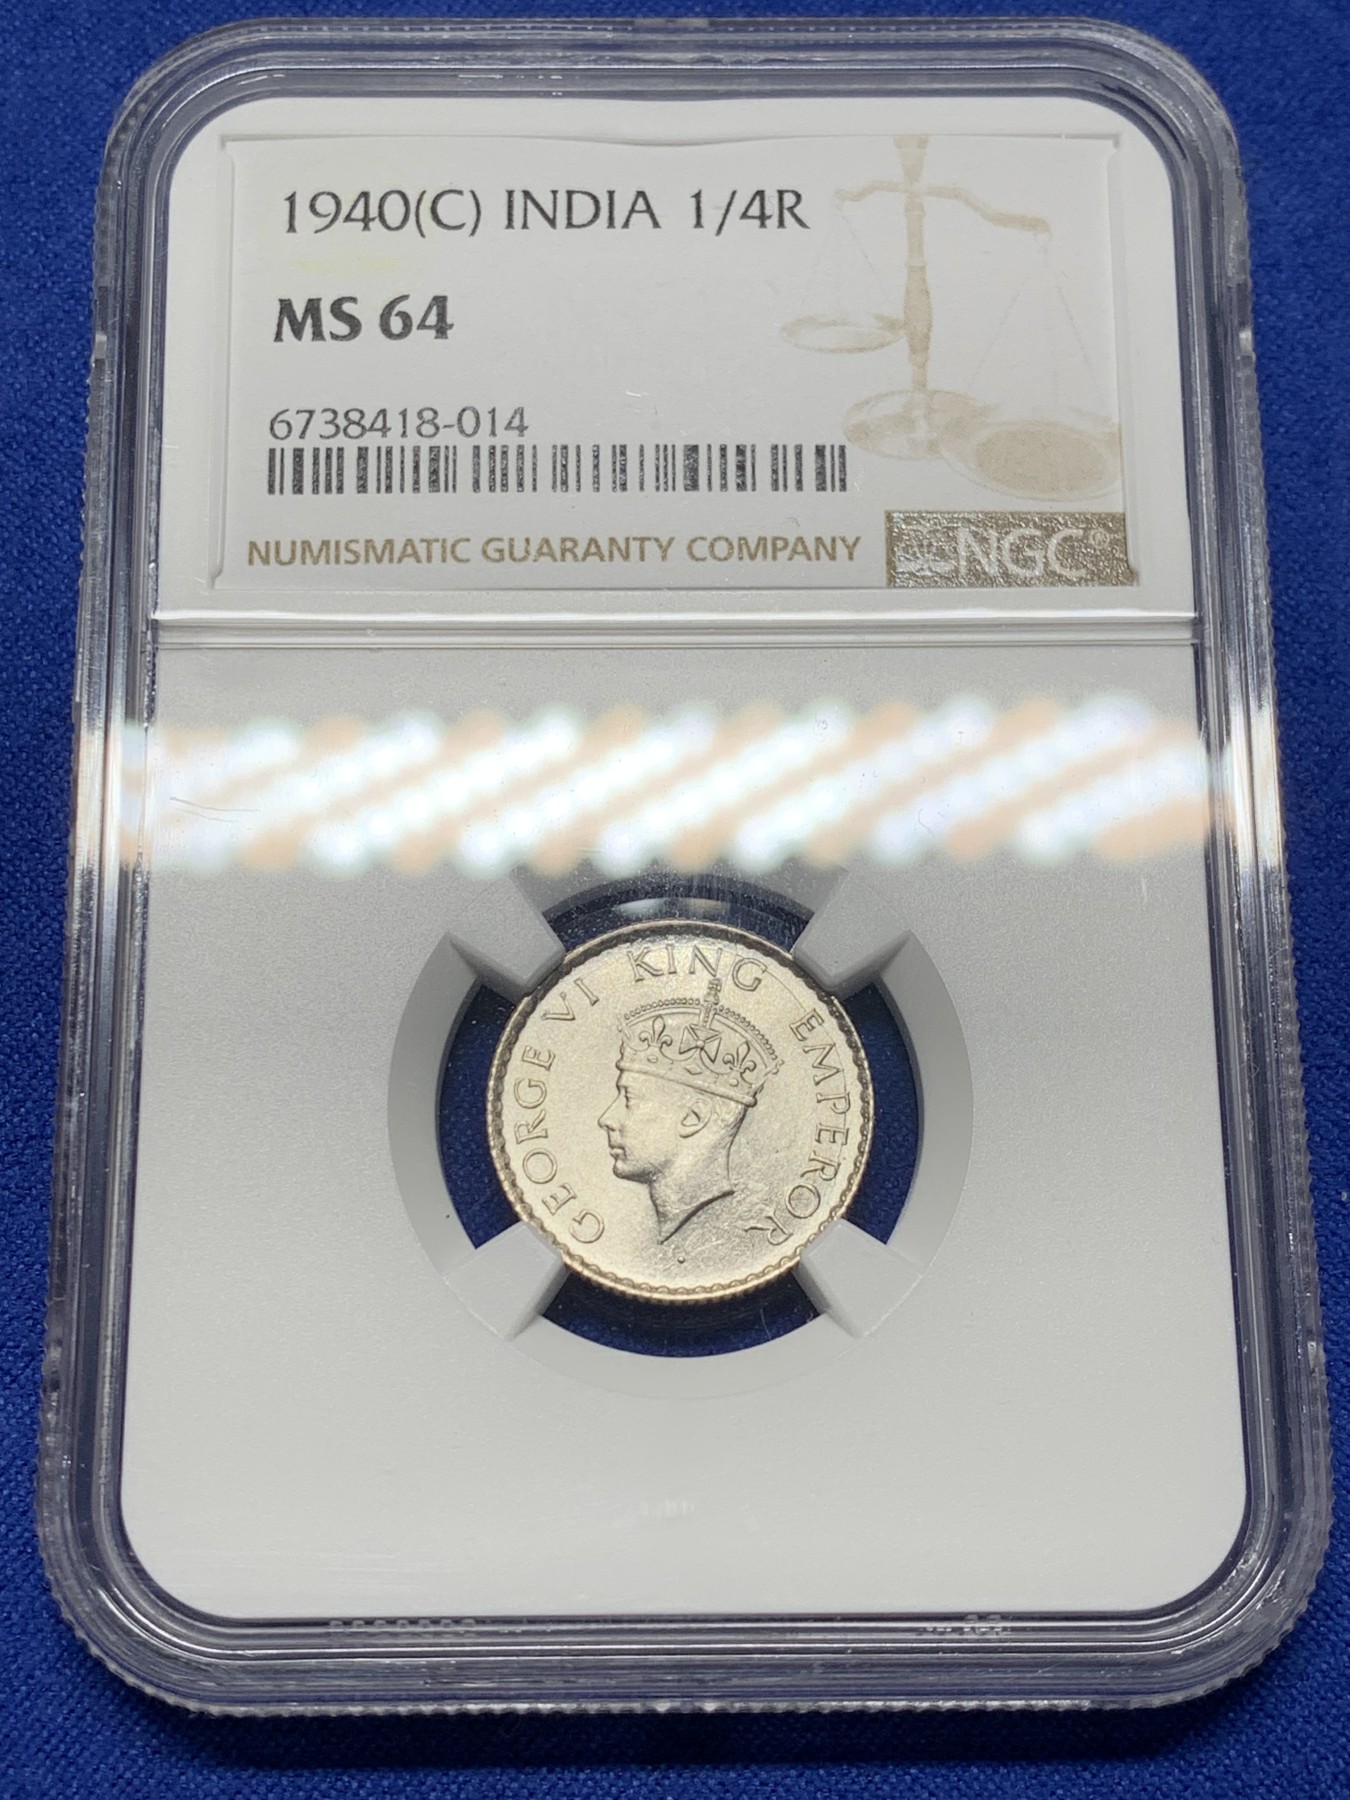 1940(C) INDIA 1/4R
MS 64
6738418-014
NUMISMATIC GUARANTY COMPANY
NGC®
GEORGE VI KING EMPEROR